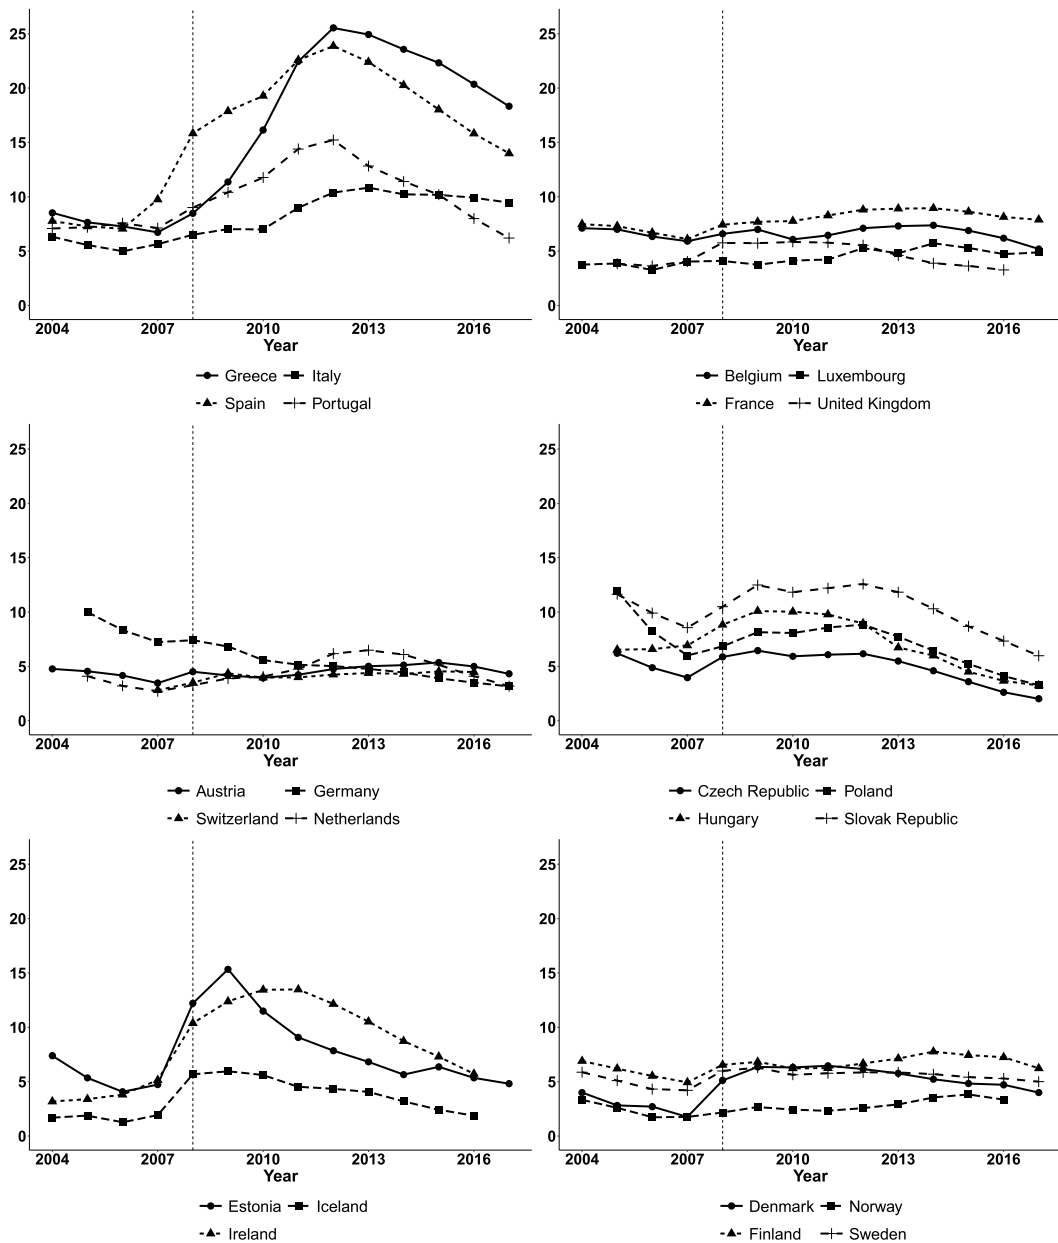 25
20
15
10
5
0
2004 2007 2010 2013 2016
Year
Greece Italy
Spain Portugal
25
20
15
10
5
0
2004 2007 2010 2013 2016
Year
Belgium Luxembourg
France United Kingdom
25
20
15
10
5
0
2004 2007 2010 2013 2016
Year
Austria Germany
Switzerland Netherlands
25
20
15
10
5
0
2004 2007 2010 2013 2016
Year
Czech Republic Poland
Hungary Slovak Republic
25
20
15
10
5
0
2004 2007 2010 2013 2016
Year
Estonia Iceland
Ireland
25
20
15
10
5
0
2004 2007 2010 2013 2016
Year
Denmark Norway
Finland Sweden